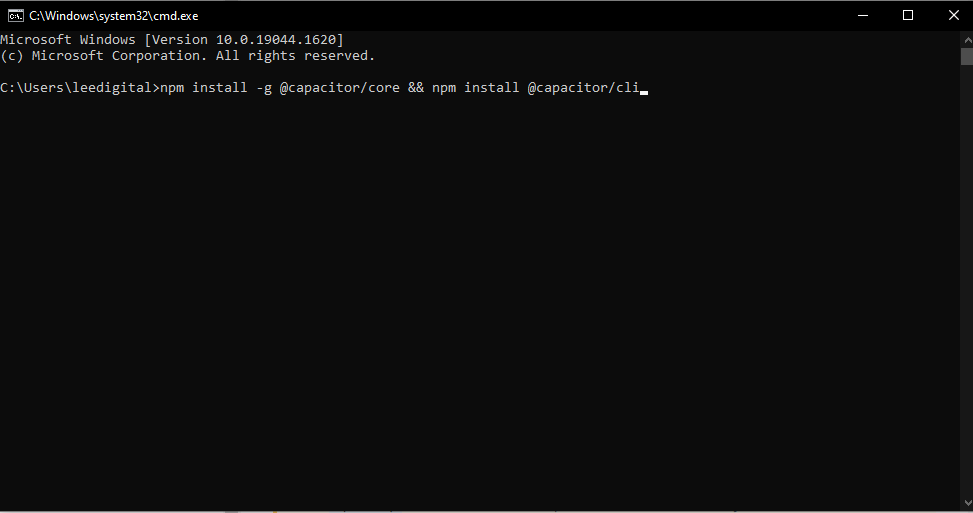 C:\Windows\system32\cmd.exe
Microsoft Windows [Version 10.0.19044.1620]
(c) Microsoft Corporation. All rights reserved.
C:\Users\leedigital>npm install -g @capacitor/core && npm install @capacitor/cli